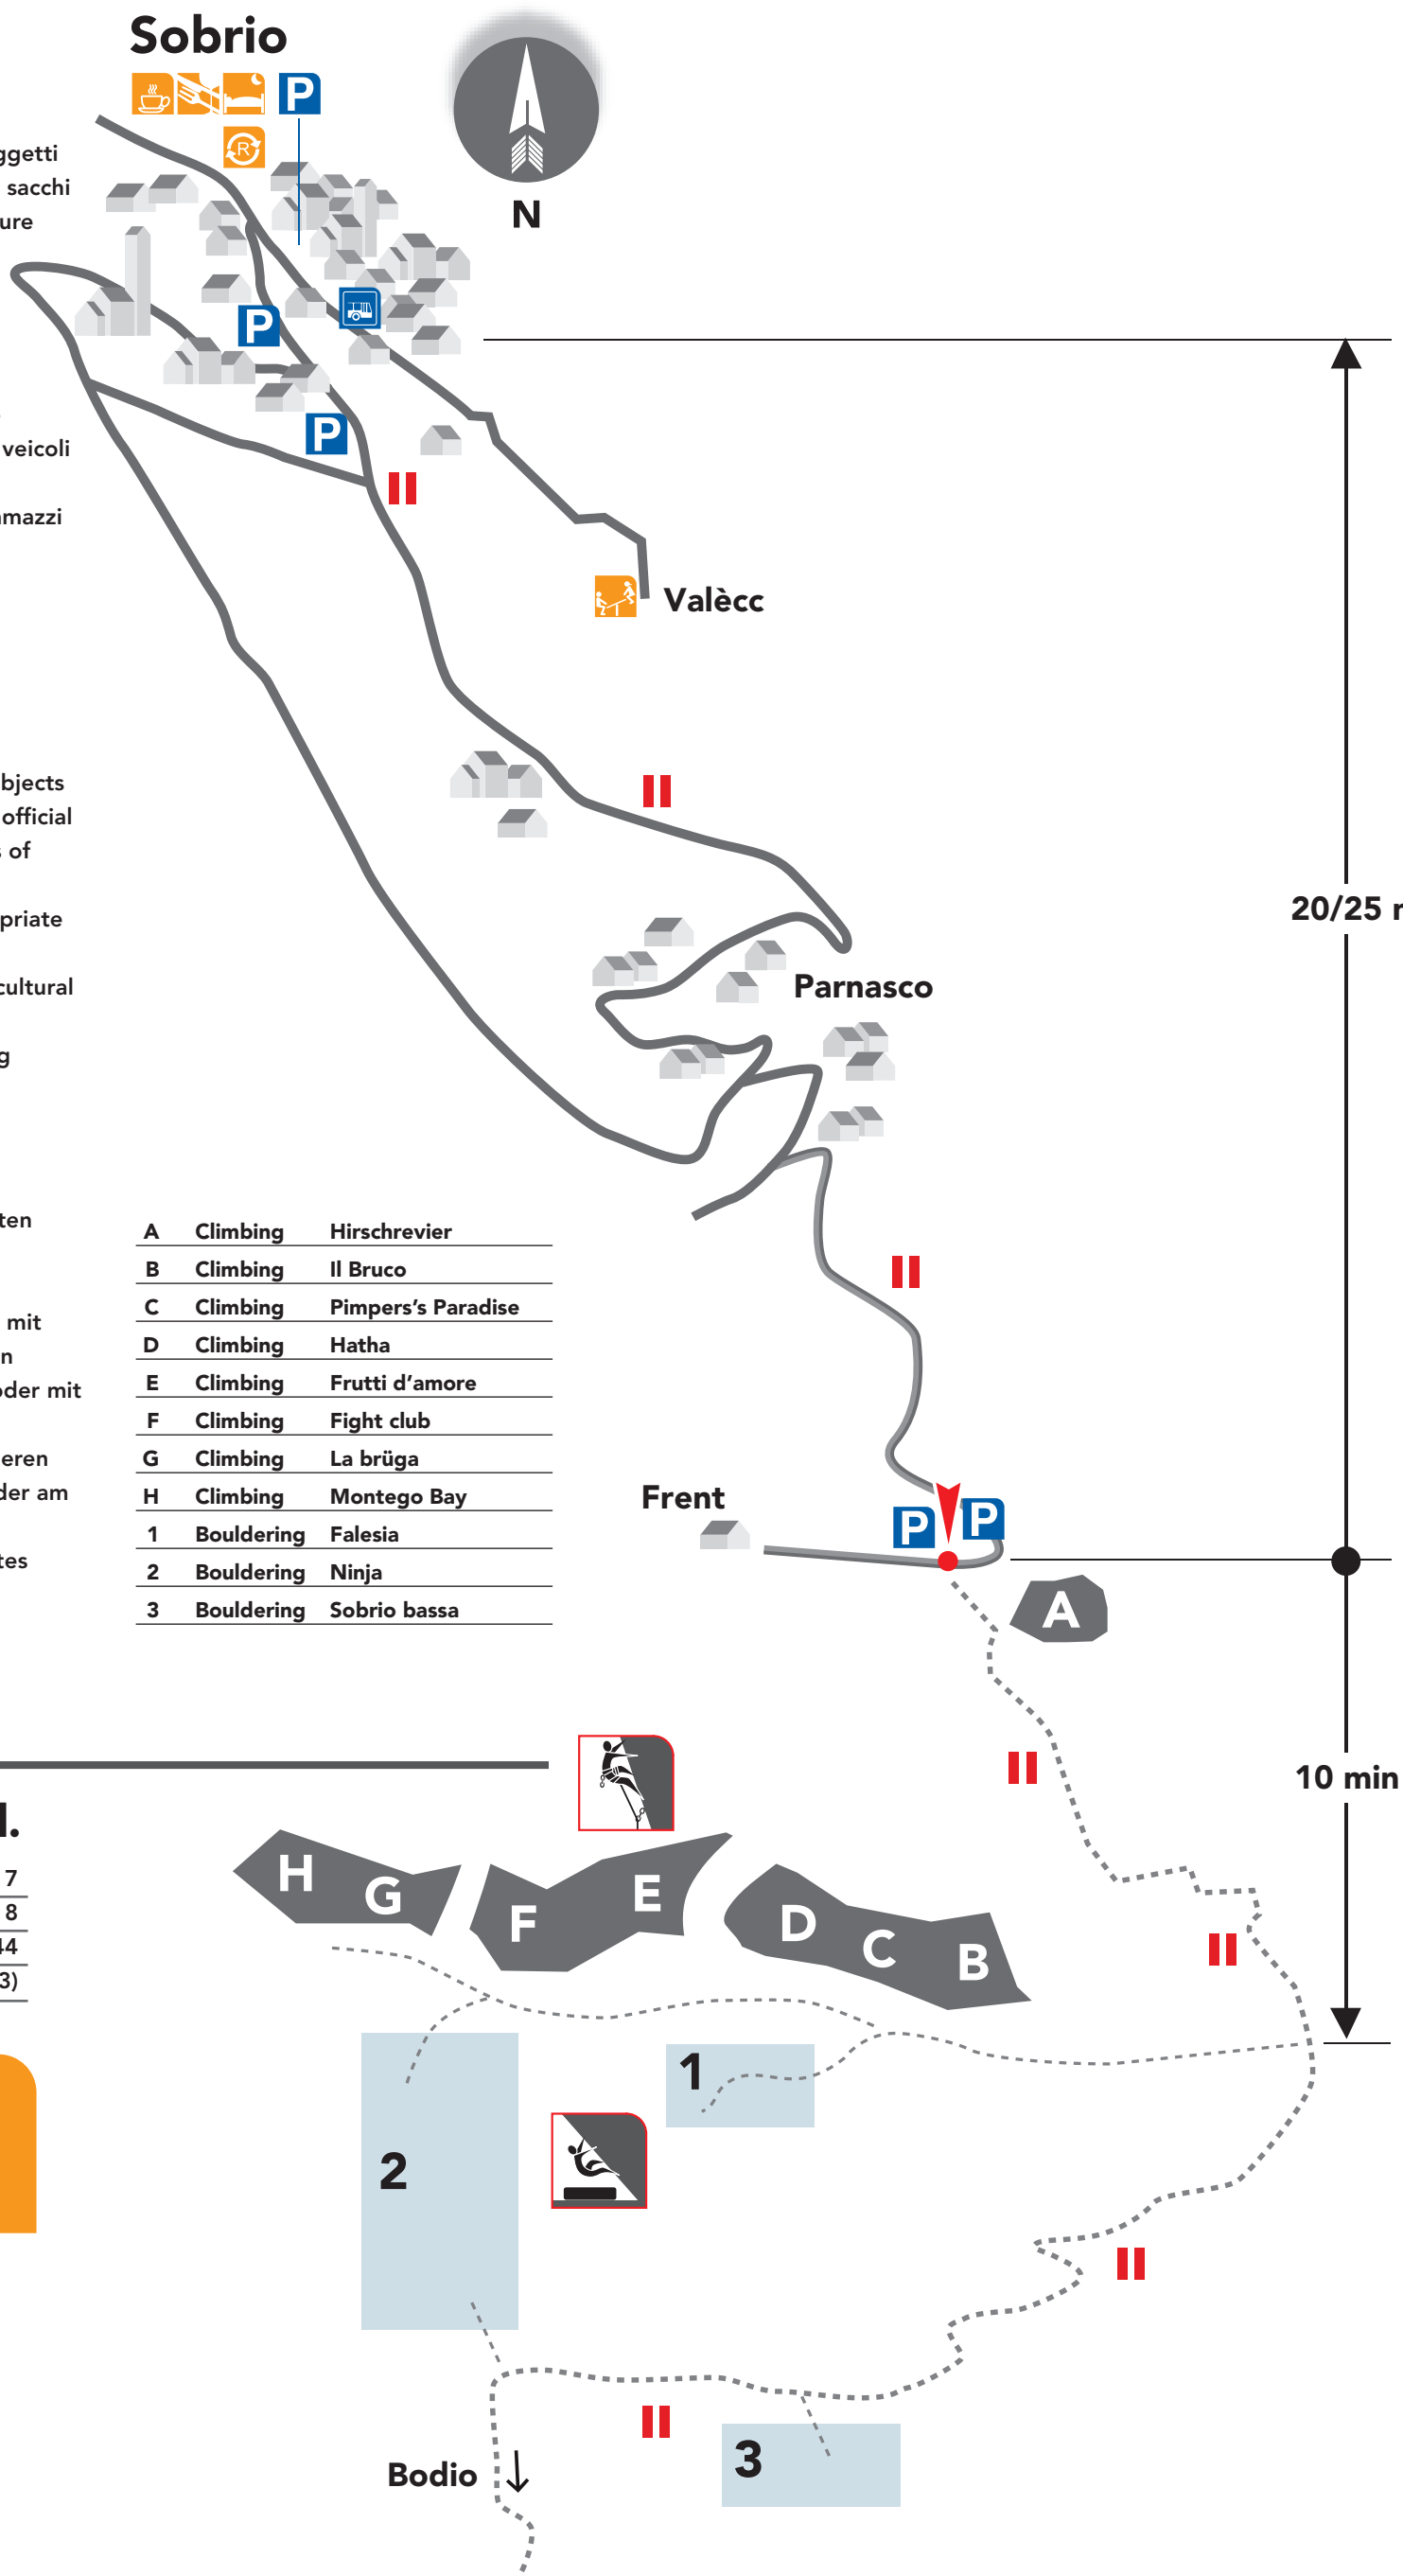 Sobrio
P
R
N
ggetti
sacchi
ure
P
P
veicoli
mazzi
Valècc
bjects
official
s of
priate
cultural
g
20/25
Parnasco
ten
mit
n
oder mit
eren
der am
tes
A Climbing Hirschrevier
B Climbing Il Bruco
C Climbing Pimpers's Paradise
D Climbing Hatha
E Climbing Frutti d'amore
F Climbing Fight club
G Climbing La brüga
H Climbing Montego Bay
1 Bouldering Falesia
2 Bouldering Ninja
3 Bouldering Sobrio bassa
Frent
P P
A
10 min
7
8
44
3)
H G F E D C B
1
2
3
Bodio